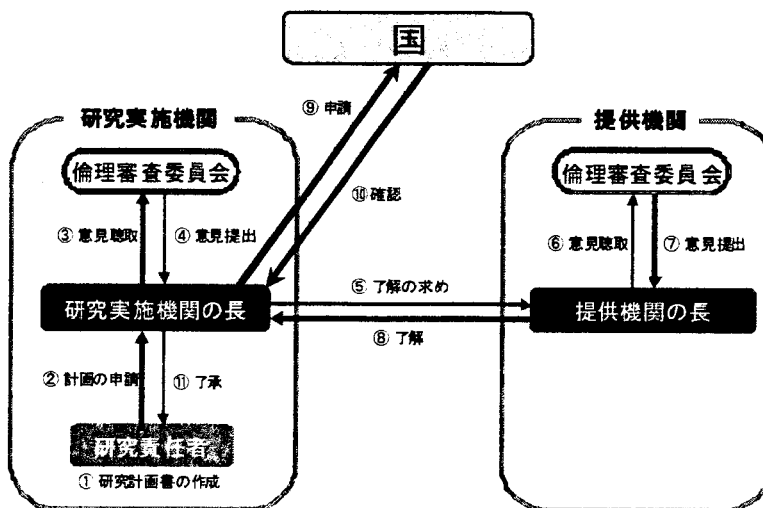 国
⑨ 申請
研究実施機関
提供機関
倫理審査委員会
倫理審査委員会
⑩ 確認
③ 意見聴取
④ 意見提出
⑥ 意見聴取
⑦ 意見提出
⑤ 了解の求め
研究実施機関の長
提供機関の長
⑧ 了解
② 計画の申請
⑪ 了承
研究責任者
① 研究計画書の作成